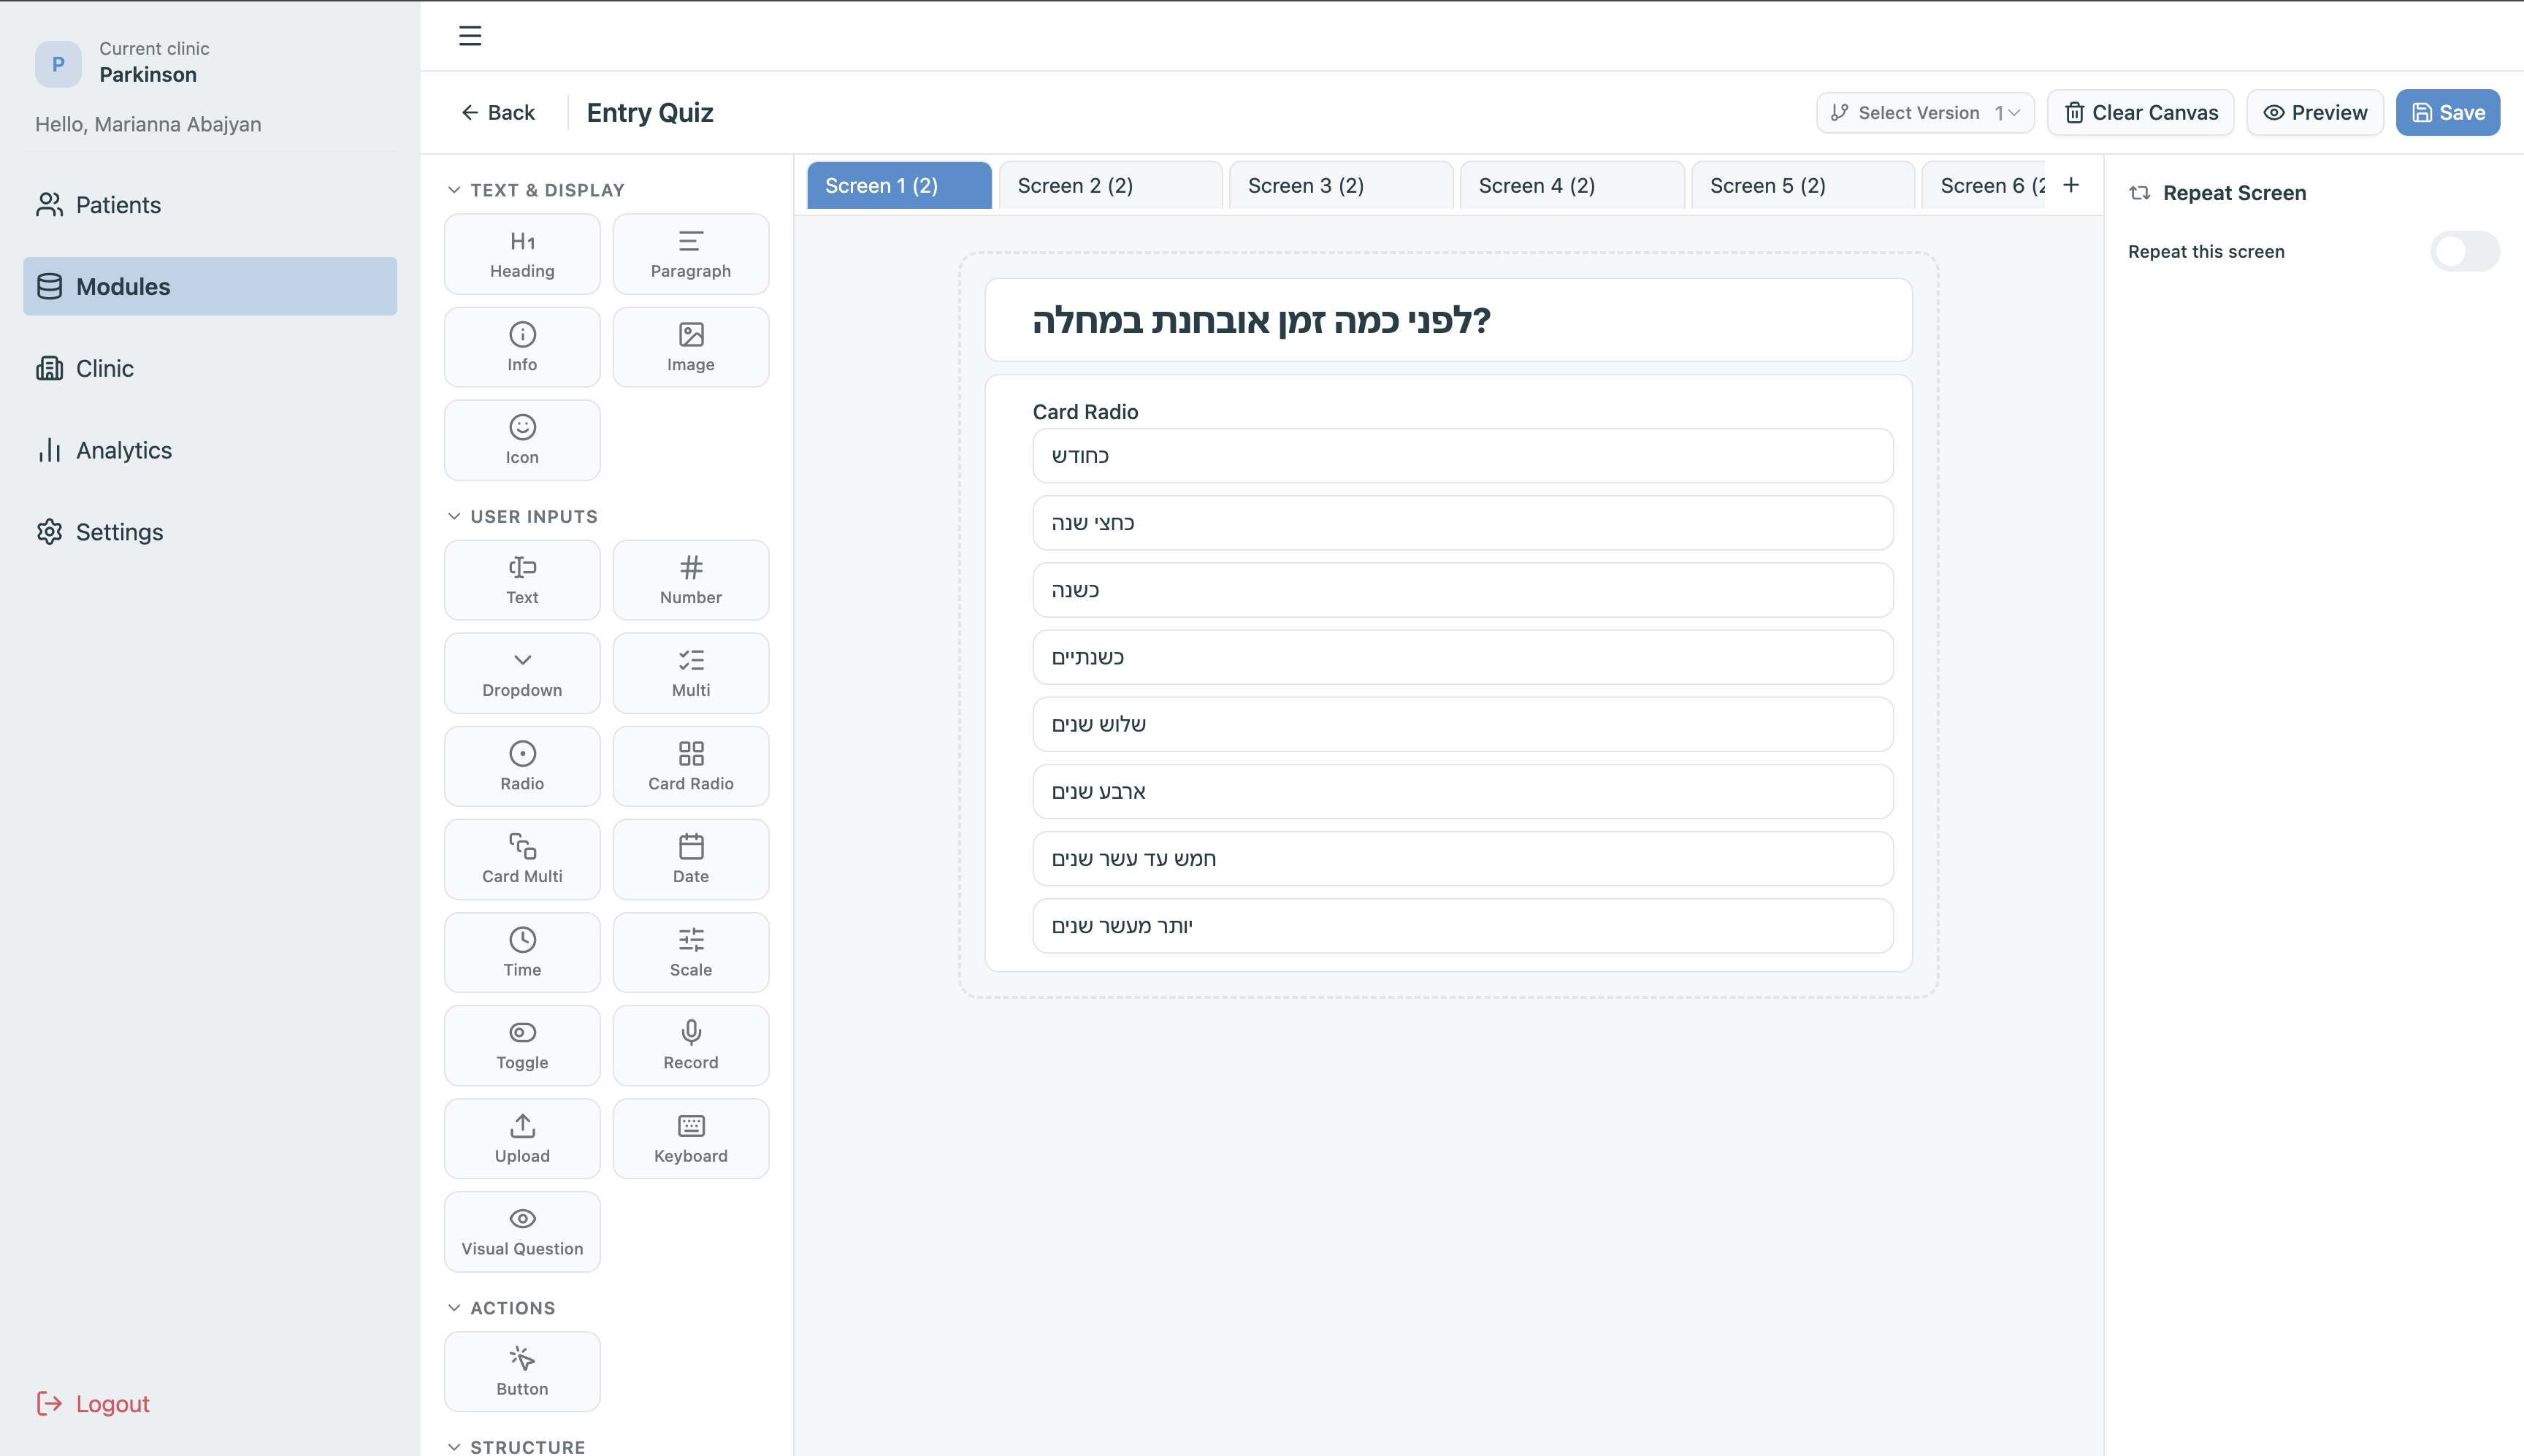 P
Current clinic
Parkinson
Hello, Marianna Abajyan
Patients
Modules
Clinic
Analytics
Settings
Logout
Back
Entry Quiz
Select Version 1
Clear Canvas
Preview
Save
TEXT & DISPLAY
H1
Heading
Paragraph
Info
Image
Icon
USER INPUTS
Text
Number
Dropdown
Multi
Radio
Card Radio
Card Multi
Date
Time
Scale
Toggle
Record
Upload
Keyboard
Visual Question
ACTIONS
Button
STRUCTURE
Screen 1 (2)
Screen 2 (2)
Screen 3 (2)
Screen 4 (2)
Screen 5 (2)
Screen 6 (2
לפני כמה זמן אובחנת במחלה?
Card Radio
כחודש
כחצי שנה
כשנה
כשנתיים
שלוש שנים
ארבע שנים
חמש עד עשר שנים
יותר מעשר שנים
Repeat Screen
Repeat this screen